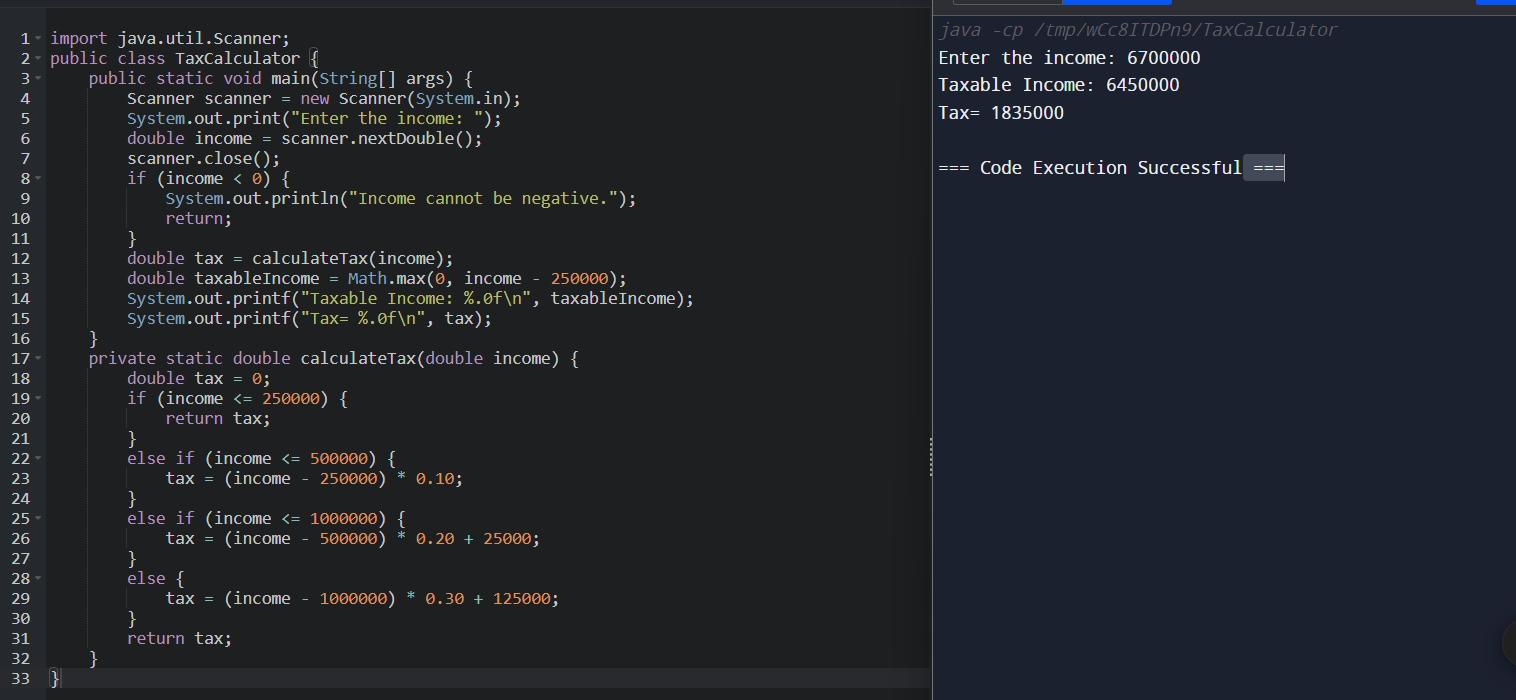 1 import java.util.Scanner;
2 public class TaxCalculator {
3     public static void main(String[] args) {
4         Scanner scanner = new Scanner(System.in);
5         System.out.print("Enter the income: ");
6         double income = scanner.nextDouble();
7         scanner.close();
8         if (income < 0) {
9             System.out.println("Income cannot be negative.");
10             return;
11         }
12         double tax = calculateTax(income);
13         double taxableIncome = Math.max(0, income - 250000);
14         System.out.printf("Taxable Income: %.0f\n", taxableIncome);
15         System.out.printf("Tax= %.0f\n", tax);
16     }
17     private static double calculateTax(double income) {
18         double tax = 0;
19         if (income <= 250000) {
20             return tax;
21         }
22         else if (income <= 500000) {
23             tax = (income - 250000) * 0.10;
24         }
25         else if (income <= 1000000) {
26             tax = (income - 500000) * 0.20 + 25000;
27         }
28         else {
29             tax = (income - 1000000) * 0.30 + 125000;
30         }
31         return tax;
32     }
33 }
java -cp /tmp/wCc8ITDPn9/TaxCalculator
Enter the income: 6700000
Taxable Income: 6450000
Tax= 1835000
=== Code Execution Successful ===